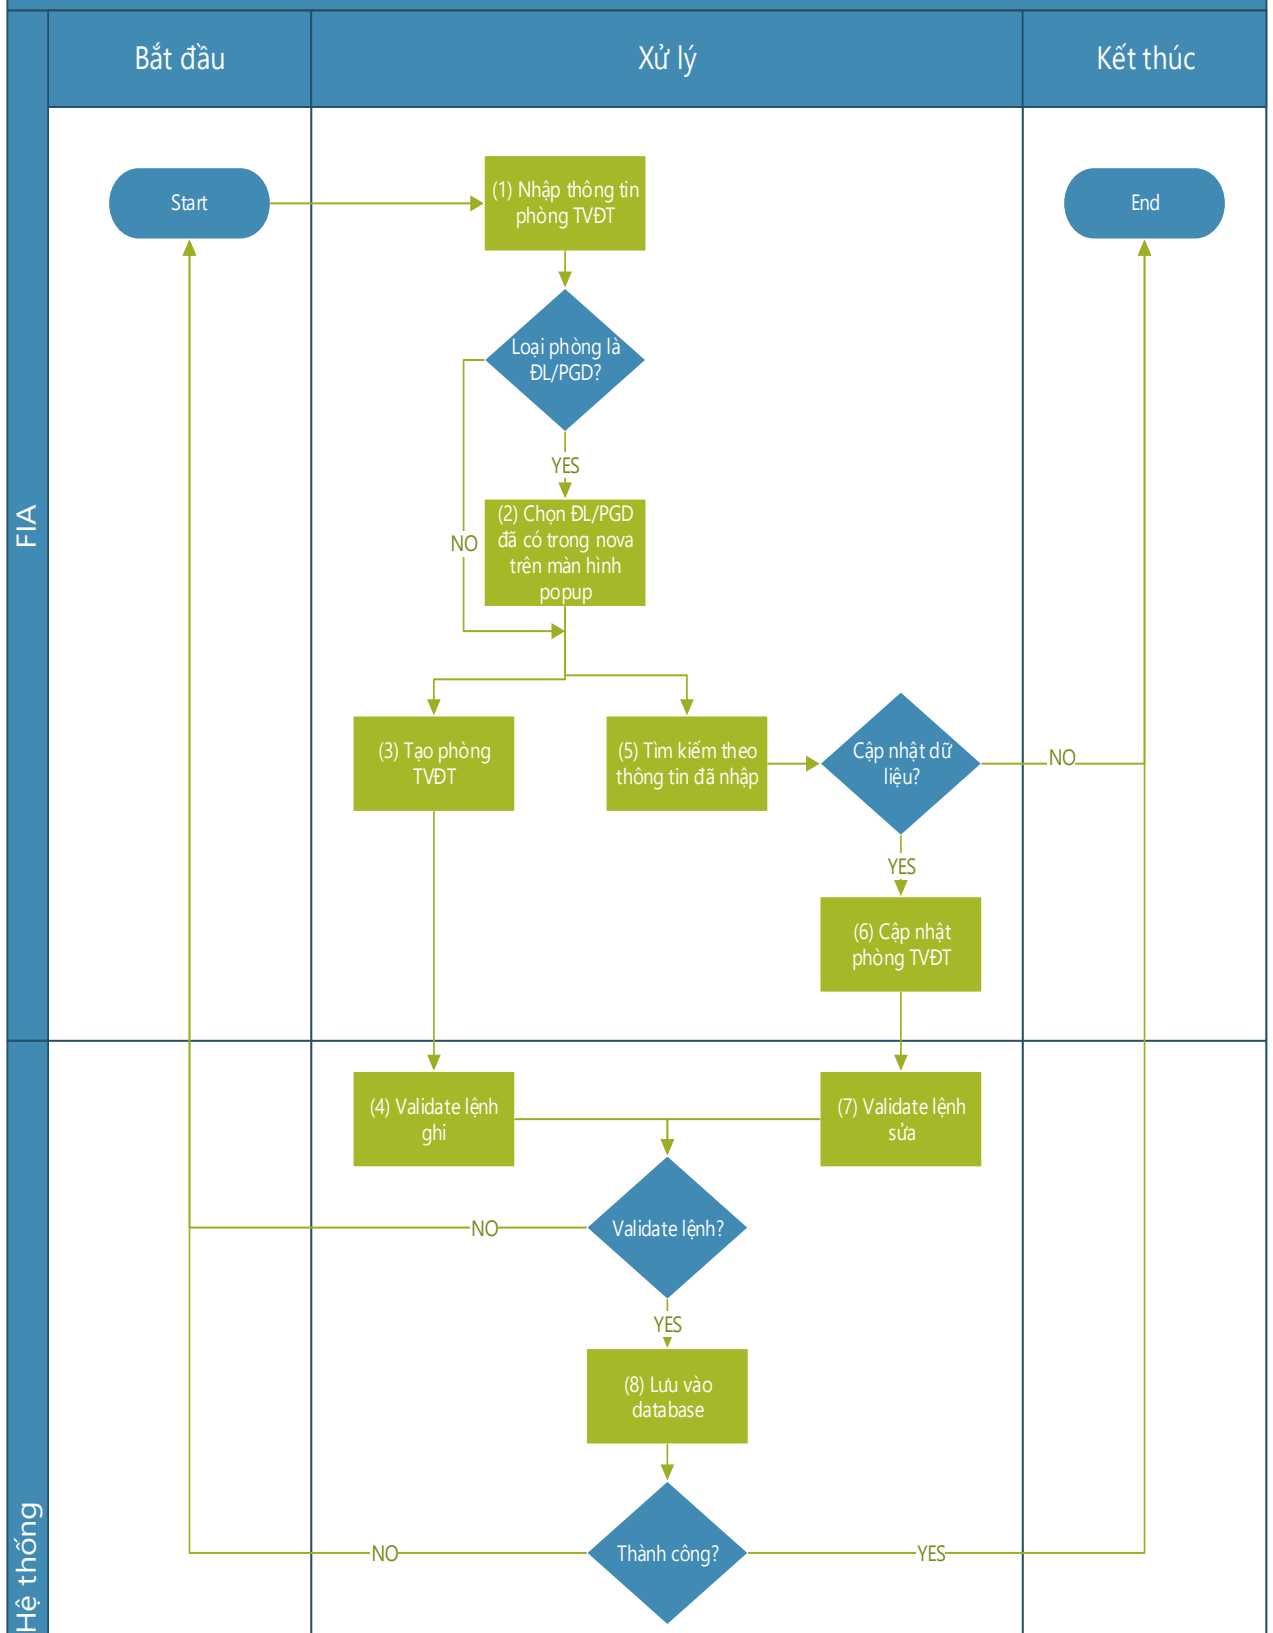 Bắt đầu
Xử lý
Kết thúc
FIA
Start
(1) Nhập thông tin
phòng TVĐT
End
Loại phòng là
ĐL/PGD?
YES
NO
(2) Chọn ĐL/PGD
đã có trong nova
trên màn hình
popup
(3) Tạo phòng
TVĐT
(5) Tìm kiếm theo
thông tin đã nhập
Cập nhật dữ
liệu?
NO
YES
(6) Cập nhật
phòng TVĐT
Hệ thống
(4) Validate lệnh
ghi
(7) Validate lệnh
sửa
Validate lệnh?
NO
YES
(8) Lưu vào
database
Thành công?
NO
YES